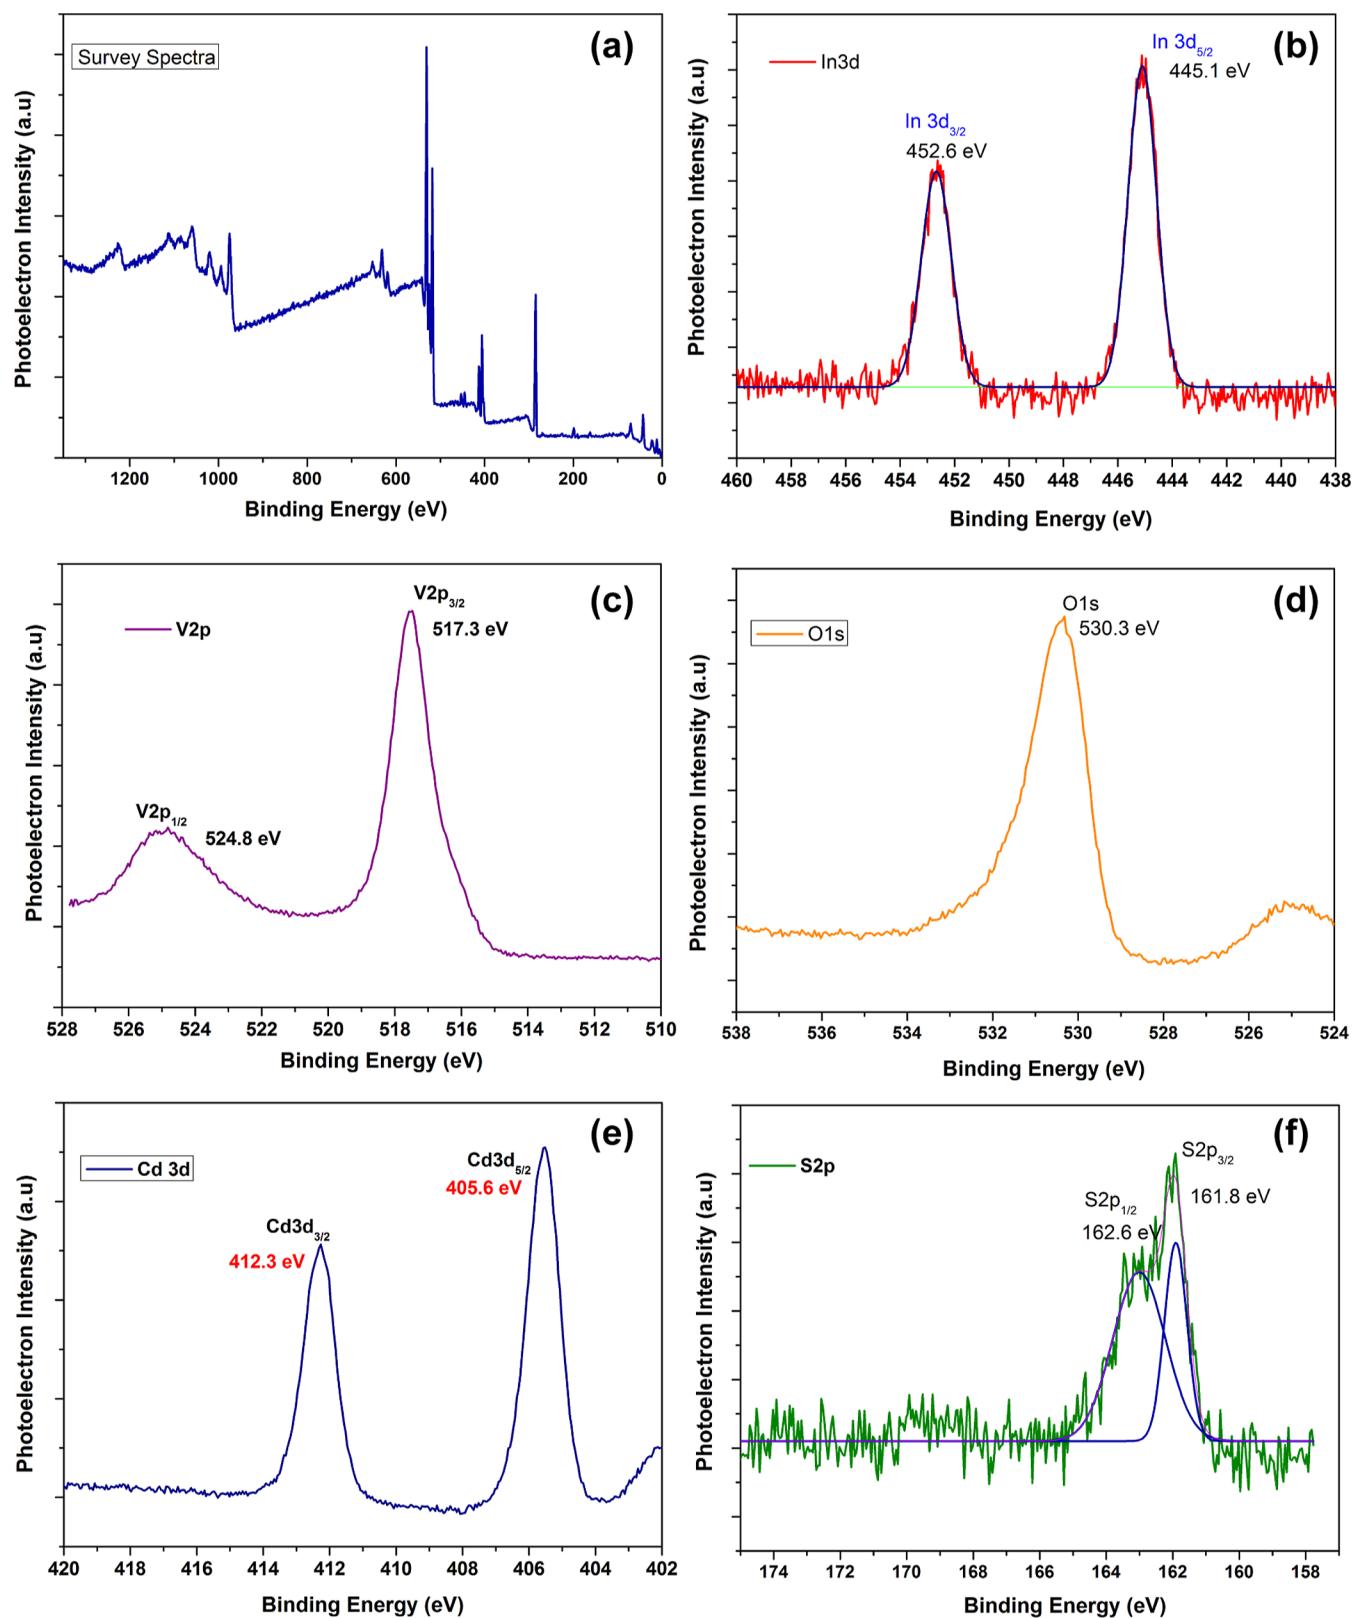 (a)
Survey Spectra
Photoelectron Intensity (a.u)
1200 1000 800 600 400 200 0
Binding Energy (eV)
(b)
In3d
In 3d5/2
445.1 eV
In 3d3/2
452.6 eV
Photoelectron Intensity (a.u)
460 458 456 454 452 450 448 446 444 442 440 438
Binding Energy (eV)
(c)
V2p
V2p3/2
517.3 eV
V2p1/2
524.8 eV
Photoelectron Intensity (a.u)
528 526 524 522 520 518 516 514 512 510
Binding Energy (eV)
(d)
O1s
O1s
530.3 eV
Photoelectron Intensity (a.u)
538 536 534 532 530 528 526 524
Binding Energy (eV)
(e)
Cd 3d
Cd3d5/2
405.6 eV
Cd3d3/2
412.3 eV
Photoelectron Intensity (a.u)
420 418 416 414 412 410 408 406 404 402
Binding Energy (eV)
(f)
S2p
S2p3/2
161.8 eV
S2p1/2
162.6 eV
Photoelectron Intensity (a.u)
174 172 170 168 166 164 162 160 158
Binding Energy (eV)